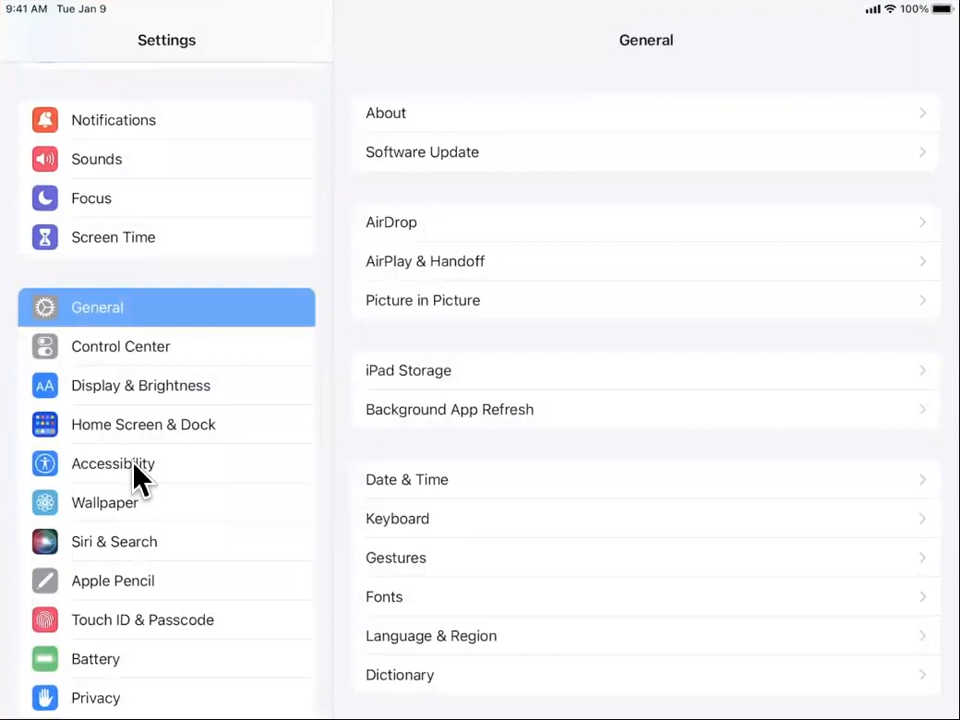 9:41 AM Tue Jan 9
100%
Settings
Notifications
Sounds
Focus
Screen Time
General
Control Center
Display & Brightness
AA
Home Screen & Dock
Accessibility
Wallpaper
Siri & Search
Apple Pencil
Touch ID & Passcode
Battery
Privacy
General
About
Software Update
AirDrop
AirPlay & Handoff
Picture in Picture
iPad Storage
Background App Refresh
Date & Time
Keyboard
Gestures
Fonts
Language & Region
Dictionary